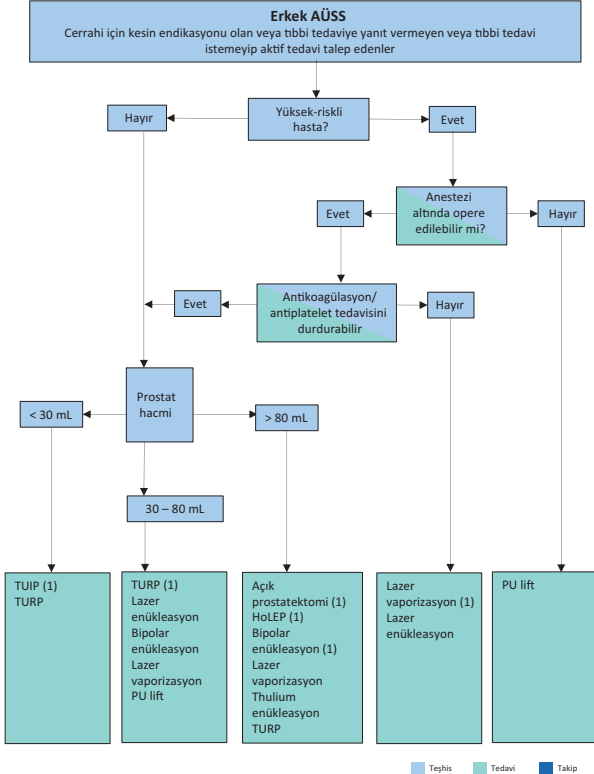 Erkek AÜSS
Cerrahi için kesin endikasyonu olan veya tıbbi tedaviye yanıt vermeyen veya tıbbi tedavi
istemeyip aktif tedavi talep edenler
Hayır
Yüksek-riskli
hasta?
Evet
Evet
Anestezi
altında opere
edilebilir mi?
Hayır
Evet
Antikoagülasyon/
antiplatelet tedavisini
durdurabilir
Hayır
Prostat
hacmi
< 30 mL
> 80 mL
30 – 80 mL
TUIP (1)
TURP
TURP (1)
Lazer
enükleasyon
Bipolar
enükleasyon
Lazer
vaporizasyon
PU lift
Açık
prostatektomi (1)
HoLEP (1)
Bipolar
enükleasyon (1)
Lazer
vaporizasyon
Thulium
enükleasyon
TURP
Lazer
vaporizasyon (1)
Lazer
enükleasyon
PU lift
Teşhis
Tedavi
Takip